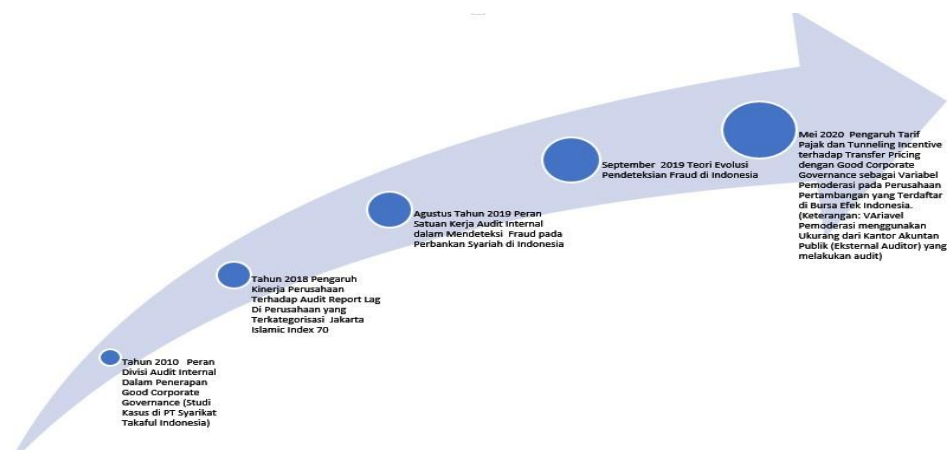 Tahun 2010   Peran
Divisi Audit Internal
Dalam Penerapan
Good Corporate
Governance (Studi
Kasus di PT Syarikat
Takaful Indonesia)
Tahun 2018 Pengaruh
Kinerja Perusahaan
Terhadap Audit Report Lag
Di Perusahaan yang
Terkategorisasi  Jakarta
Islamic Index 70
Agustus Tahun 2019 Peran
Satuan Kerja Audit Internal
dalam Mendeteksi  Fraud pada
Perbankan Syariah di Indonesia
September  2019 Teori Evolusi
Pendeteksian Fraud di Indonesia
Mei 2020  Pengaruh Tarif
Pajak dan Tunneling Incentive
terhadap Transfer Pricing
dengan Good Corporate
Governance sebagai Variabel
Pemoderasi pada Perusahaan
Pertambangan yang Terdaftar
di Bursa Efek Indonesia.
(Keterangan: VAriavel
Pemoderasi menggunakan
Ukurang dari Kantor Akuntan
Publik (Eksternal Auditor) yang
melakukan audit)